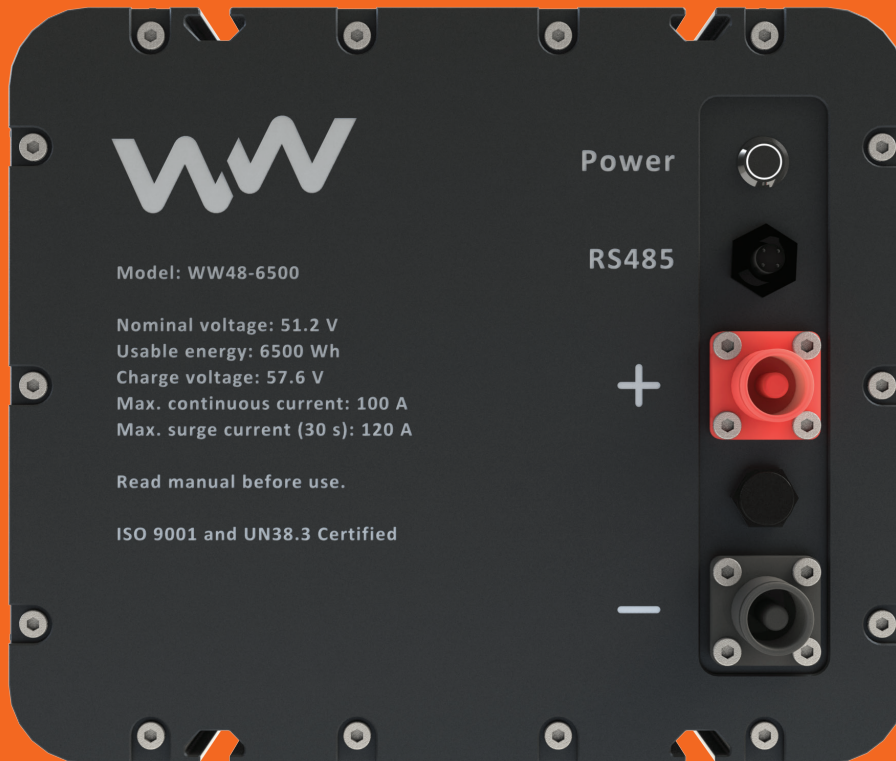 WW
Power
RS485
Model: WW48-6500
Nominal voltage: 51.2 V
Usable energy: 6500 Wh
Charge voltage: 57.6 V
Max. continuous current: 100 A
Max. surge current (30 s): 120 A
+
Read manual before use.
ISO 9001 and UN38.3 Certified
−